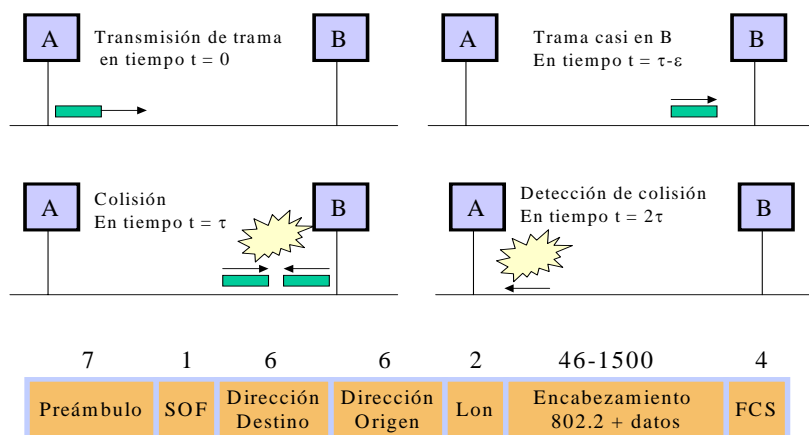 A
Transmisión de trama
en tiempo t = 0
B
A
Trama casi en B
En tiempo t = τ-ε
B
A
Colisión
En tiempo t = τ
B
A
Detección de colisión
En tiempo t = 2τ
B
7 1 6 6 2 46-1500 4
Preámbulo SOF Dirección Destino Dirección Origen Lon Encabezamiento 802.2 + datos FCS